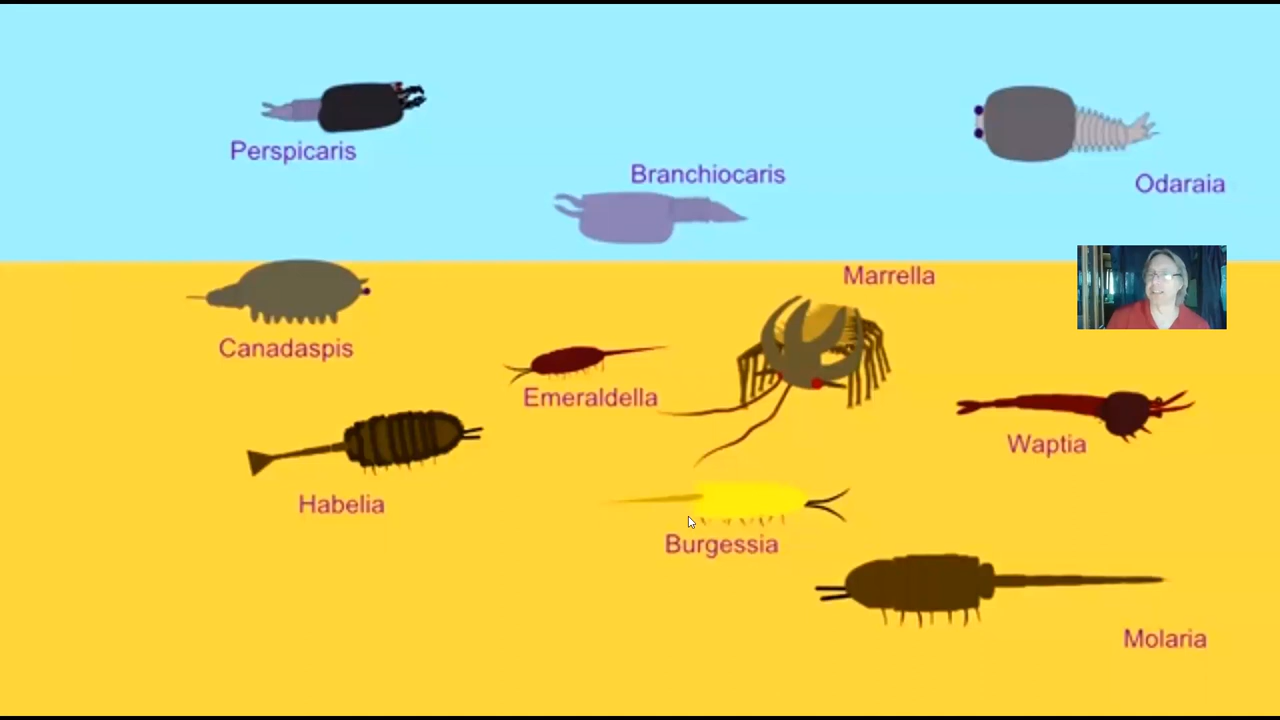 Perspicaris
Branchiocaris
Odaraia
Marrella
Canadaspis
Emeraldella
Waptia
Habelia
Burgessia
Molaria